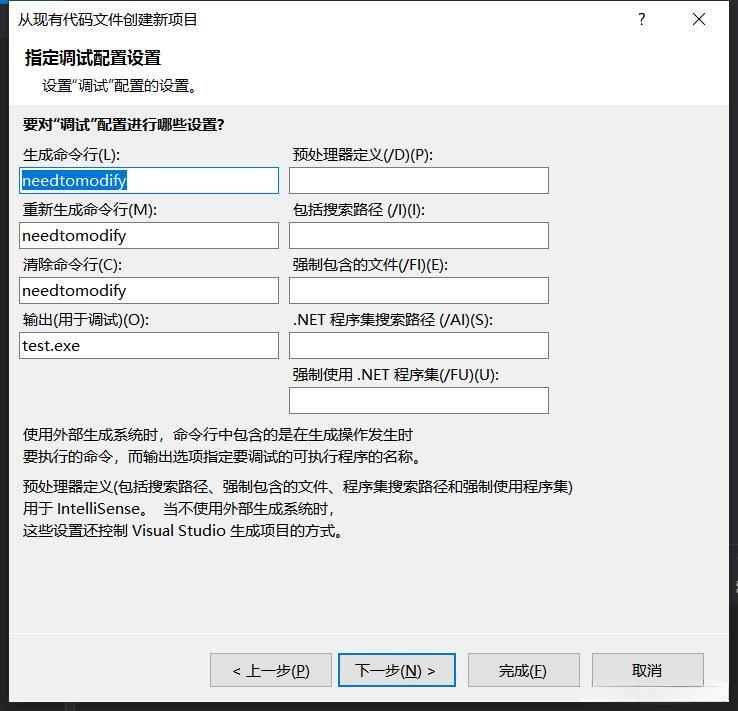 从现有代码文件创建新项目
?
指定调试配置设置
设置“调试”配置的设置。
要对“调试”配置进行哪些设置?
生成命令行(L):
预处理器定义(/D)(P):
needtomodify
重新生成命令行(M):
包括搜索路径 (/I)(I):
needtomodify
清除命令行(C):
强制包含的文件(/FI)(E):
needtomodify
输出(用于调试)(O):
.NET 程序集搜索路径 (/AI)(S):
test.exe
强制使用 .NET 程序集(/FU)(U):
使用外部生成系统时，命令行中包含的是在生成操作发生时
要执行的命令，而输出选项指定要调试的可执行程序的名称。
预处理器定义(包括搜索路径、强制包含的文件、程序集搜索路径和强制使用程序集)
用于 IntelliSense。 当不使用外部生成系统时，
这些设置还控制 Visual Studio 生成项目的方式。
< 上一步(P)
下一步(N) >
完成(F)
取消